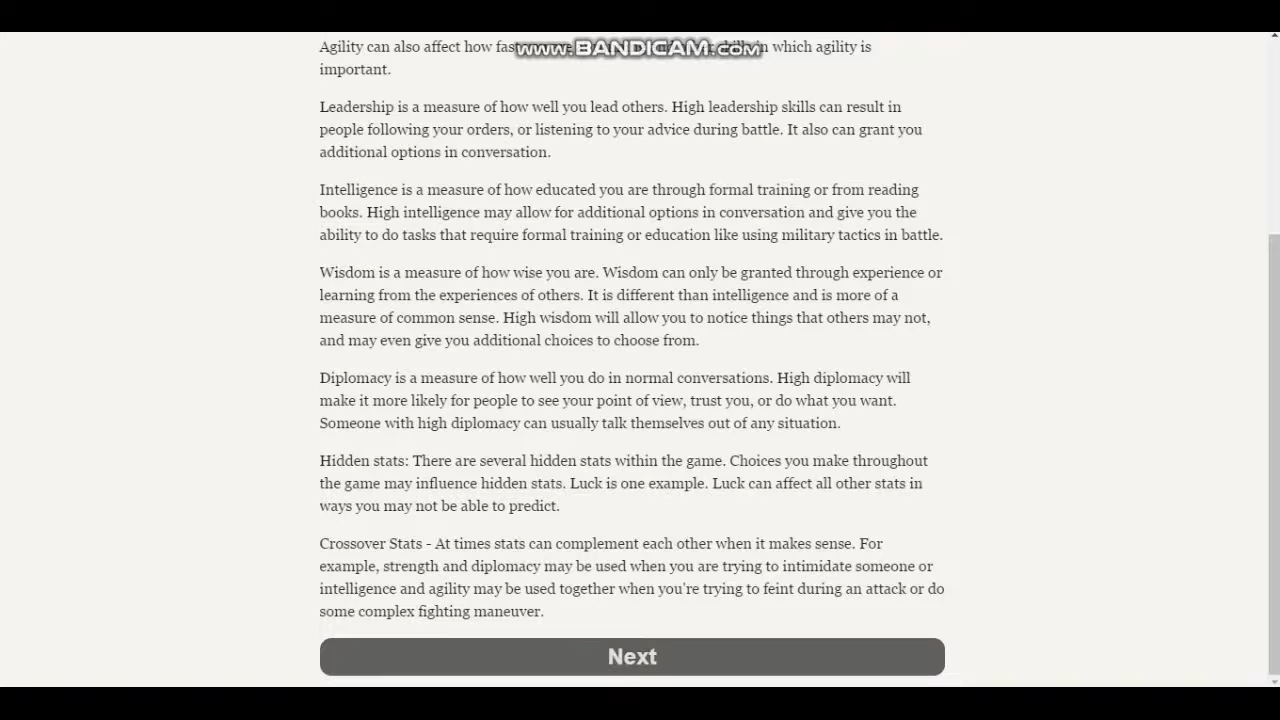 Agility can also affect how fast www.BANDICAM.com in which agility is
important.
Leadership is a measure of how well you lead others. High leadership skills can result in
people following your orders, or listening to your advice during battle. It also can grant you
additional options in conversation.
Intelligence is a measure of how educated you are through formal training or from reading
books. High intelligence may allow for additional options in conversation and give you the
ability to do tasks that require formal training or education like using military tactics in battle.
Wisdom is a measure of how wise you are. Wisdom can only be granted through experience or
learning from the experiences of others. It is different than intelligence and is more of a
measure of common sense. High wisdom will allow you to notice things that others may not,
and may even give you additional choices to choose from.
Diplomacy is a measure of how well you do in normal conversations. High diplomacy will
make it more likely for people to see your point of view, trust you, or do what you want.
Someone with high diplomacy can usually talk themselves out of any situation.
Hidden stats: There are several hidden stats within the game. Choices you make throughout
the game may influence hidden stats. Luck is one example. Luck can affect all other stats in
ways you may not be able to predict.
Crossover Stats - At times stats can complement each other when it makes sense. For
example, strength and diplomacy may be used when you are trying to intimidate someone or
intelligence and agility may be used together when you're trying to feint during an attack or do
some complex fighting maneuver.
Next